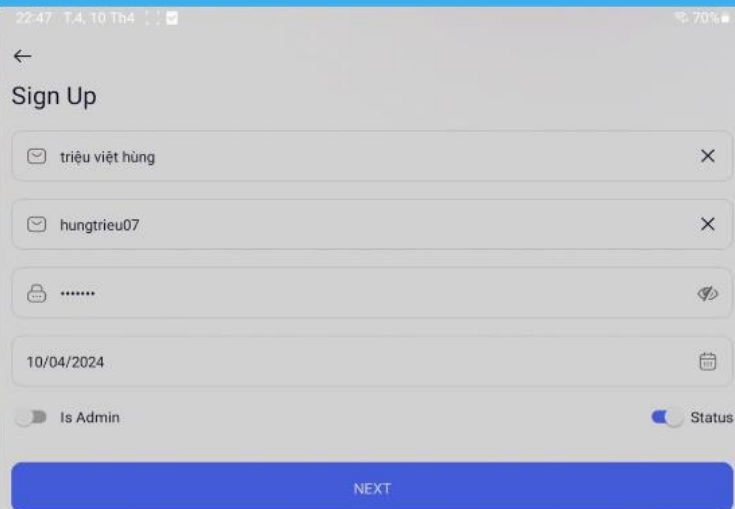 22:47 T.4, 10 Th4 70%
Sign Up
triệu việt hùng
hungtrieu07
•••••••
10/04/2024
Is Admin Status
NEXT